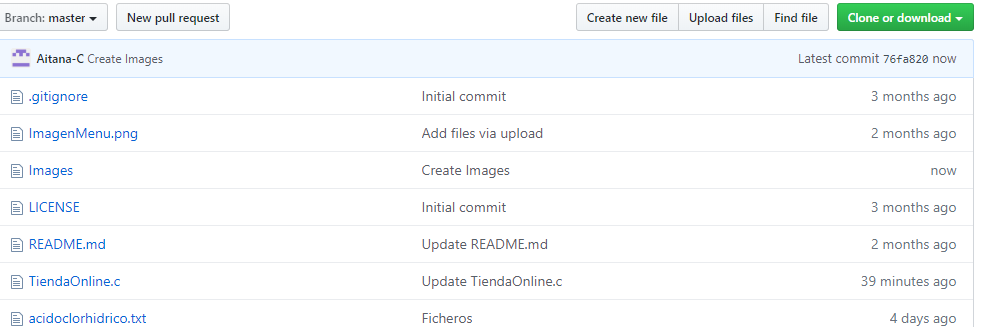 Branch: master New pull request Create new file Upload files Find file Clone or download
Aitana-C Create Images Latest commit 76fa820 now
.gitignore Initial commit 3 months ago
ImagenMenu.png Add files via upload 2 months ago
Images Create Images now
LICENSE Initial commit 3 months ago
README.md Update README.md 2 months ago
TiendaOnline.c Update TiendaOnline.c 39 minutes ago
acidoclorhidrico.txt Ficheros 4 days ago